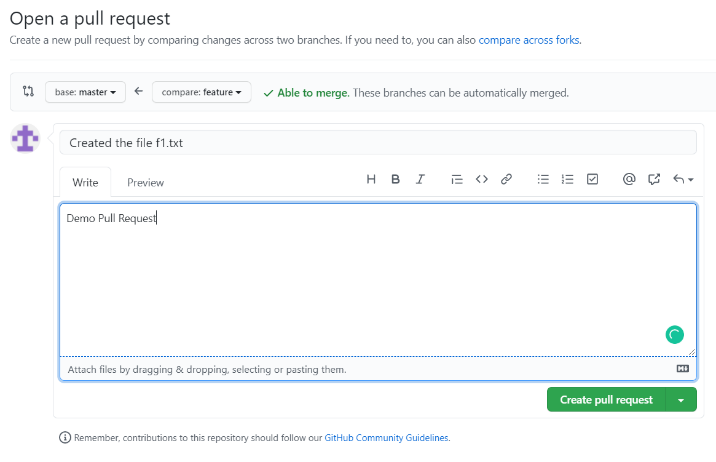 Open a pull request
Create a new pull request by comparing changes across two branches. If you need to, you can also compare across forks.
base: master
compare: feature
Able to merge. These branches can be automatically merged.
Created the file f1.txt
Write
Preview
H B I
@
Demo Pull Request
Attach files by dragging & dropping, selecting or pasting them.
Create pull request
Remember, contributions to this repository should follow our GitHub Community Guidelines.